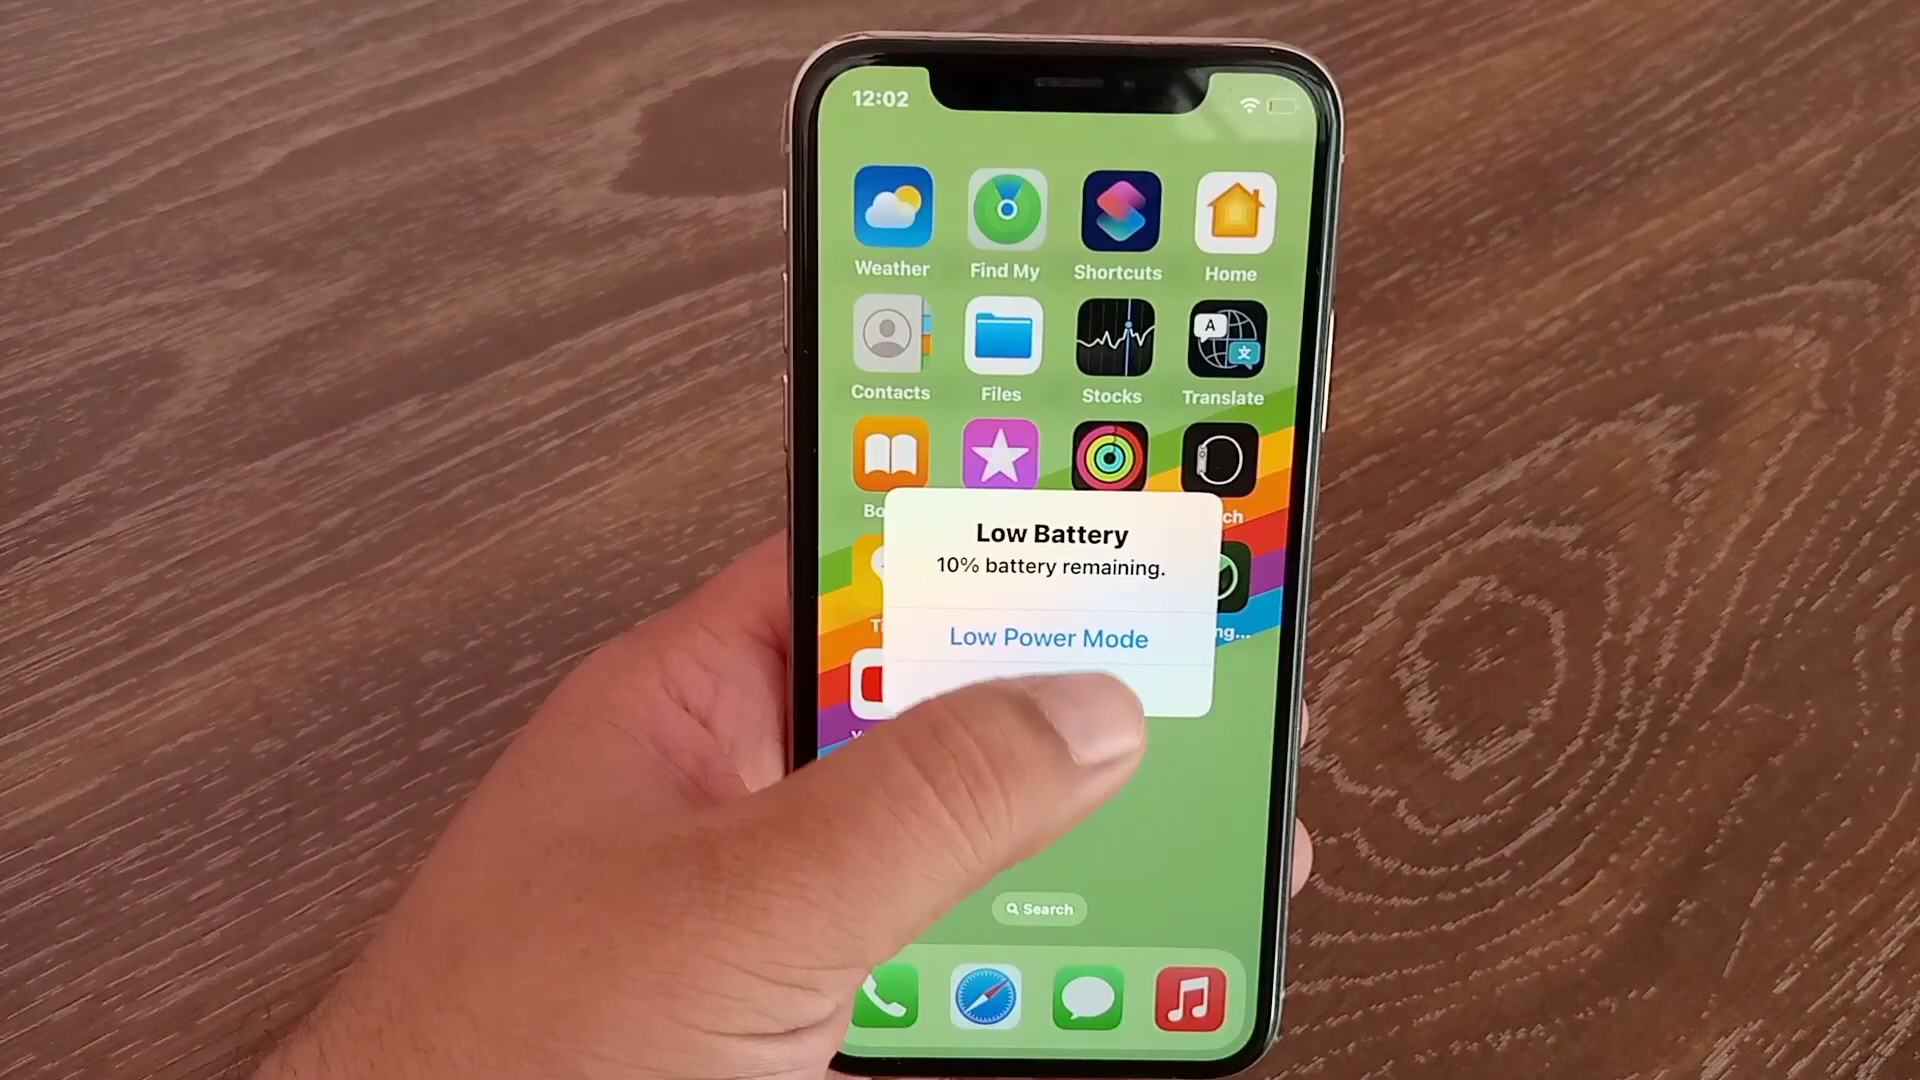 12:02
Weather Find My Shortcuts Home
Contacts Files Stocks Translate
A 文
Low Battery
10% battery remaining.
Low Power Mode
Search